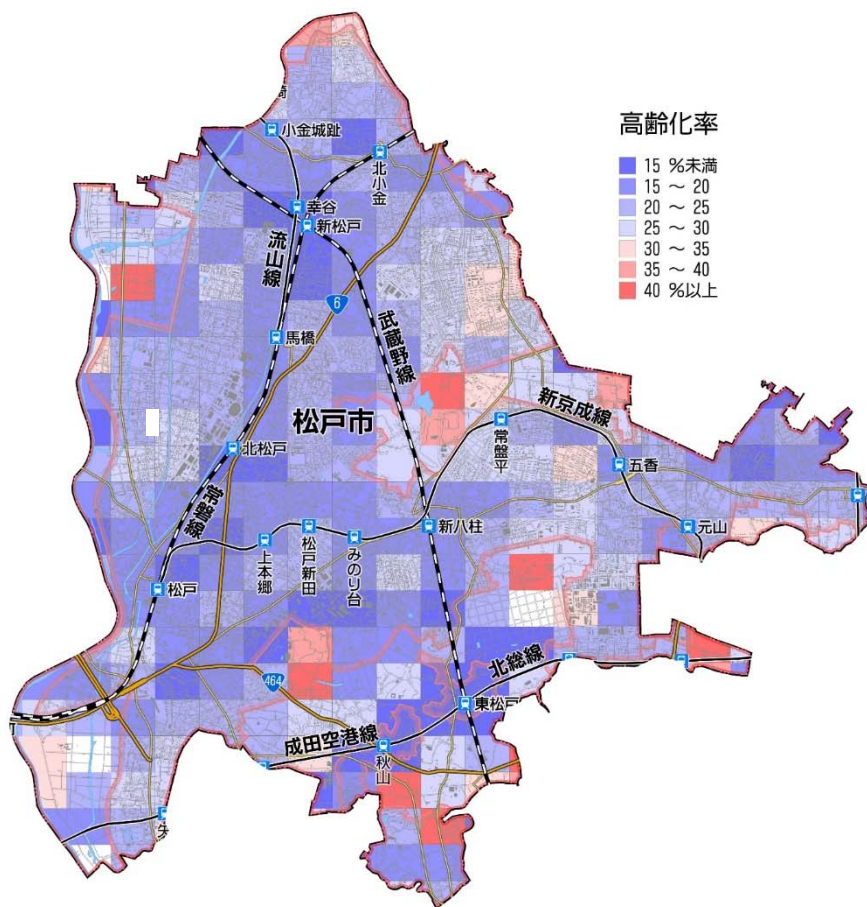 小金城趾
北小金
幸谷
新松戸
流山線
6
武蔵野線
馬橋
松戸市
新京成線
常盤平
北松戸
五香
常磐線
新八柱
元山
上本郷
松戸新田
みのり台
松戸
北総線
464
東松戸
成田空港線
秋山
高齢化率
15 %未満
15 ～ 20
20 ～ 25
25 ～ 30
30 ～ 35
35 ～ 40
40 %以上